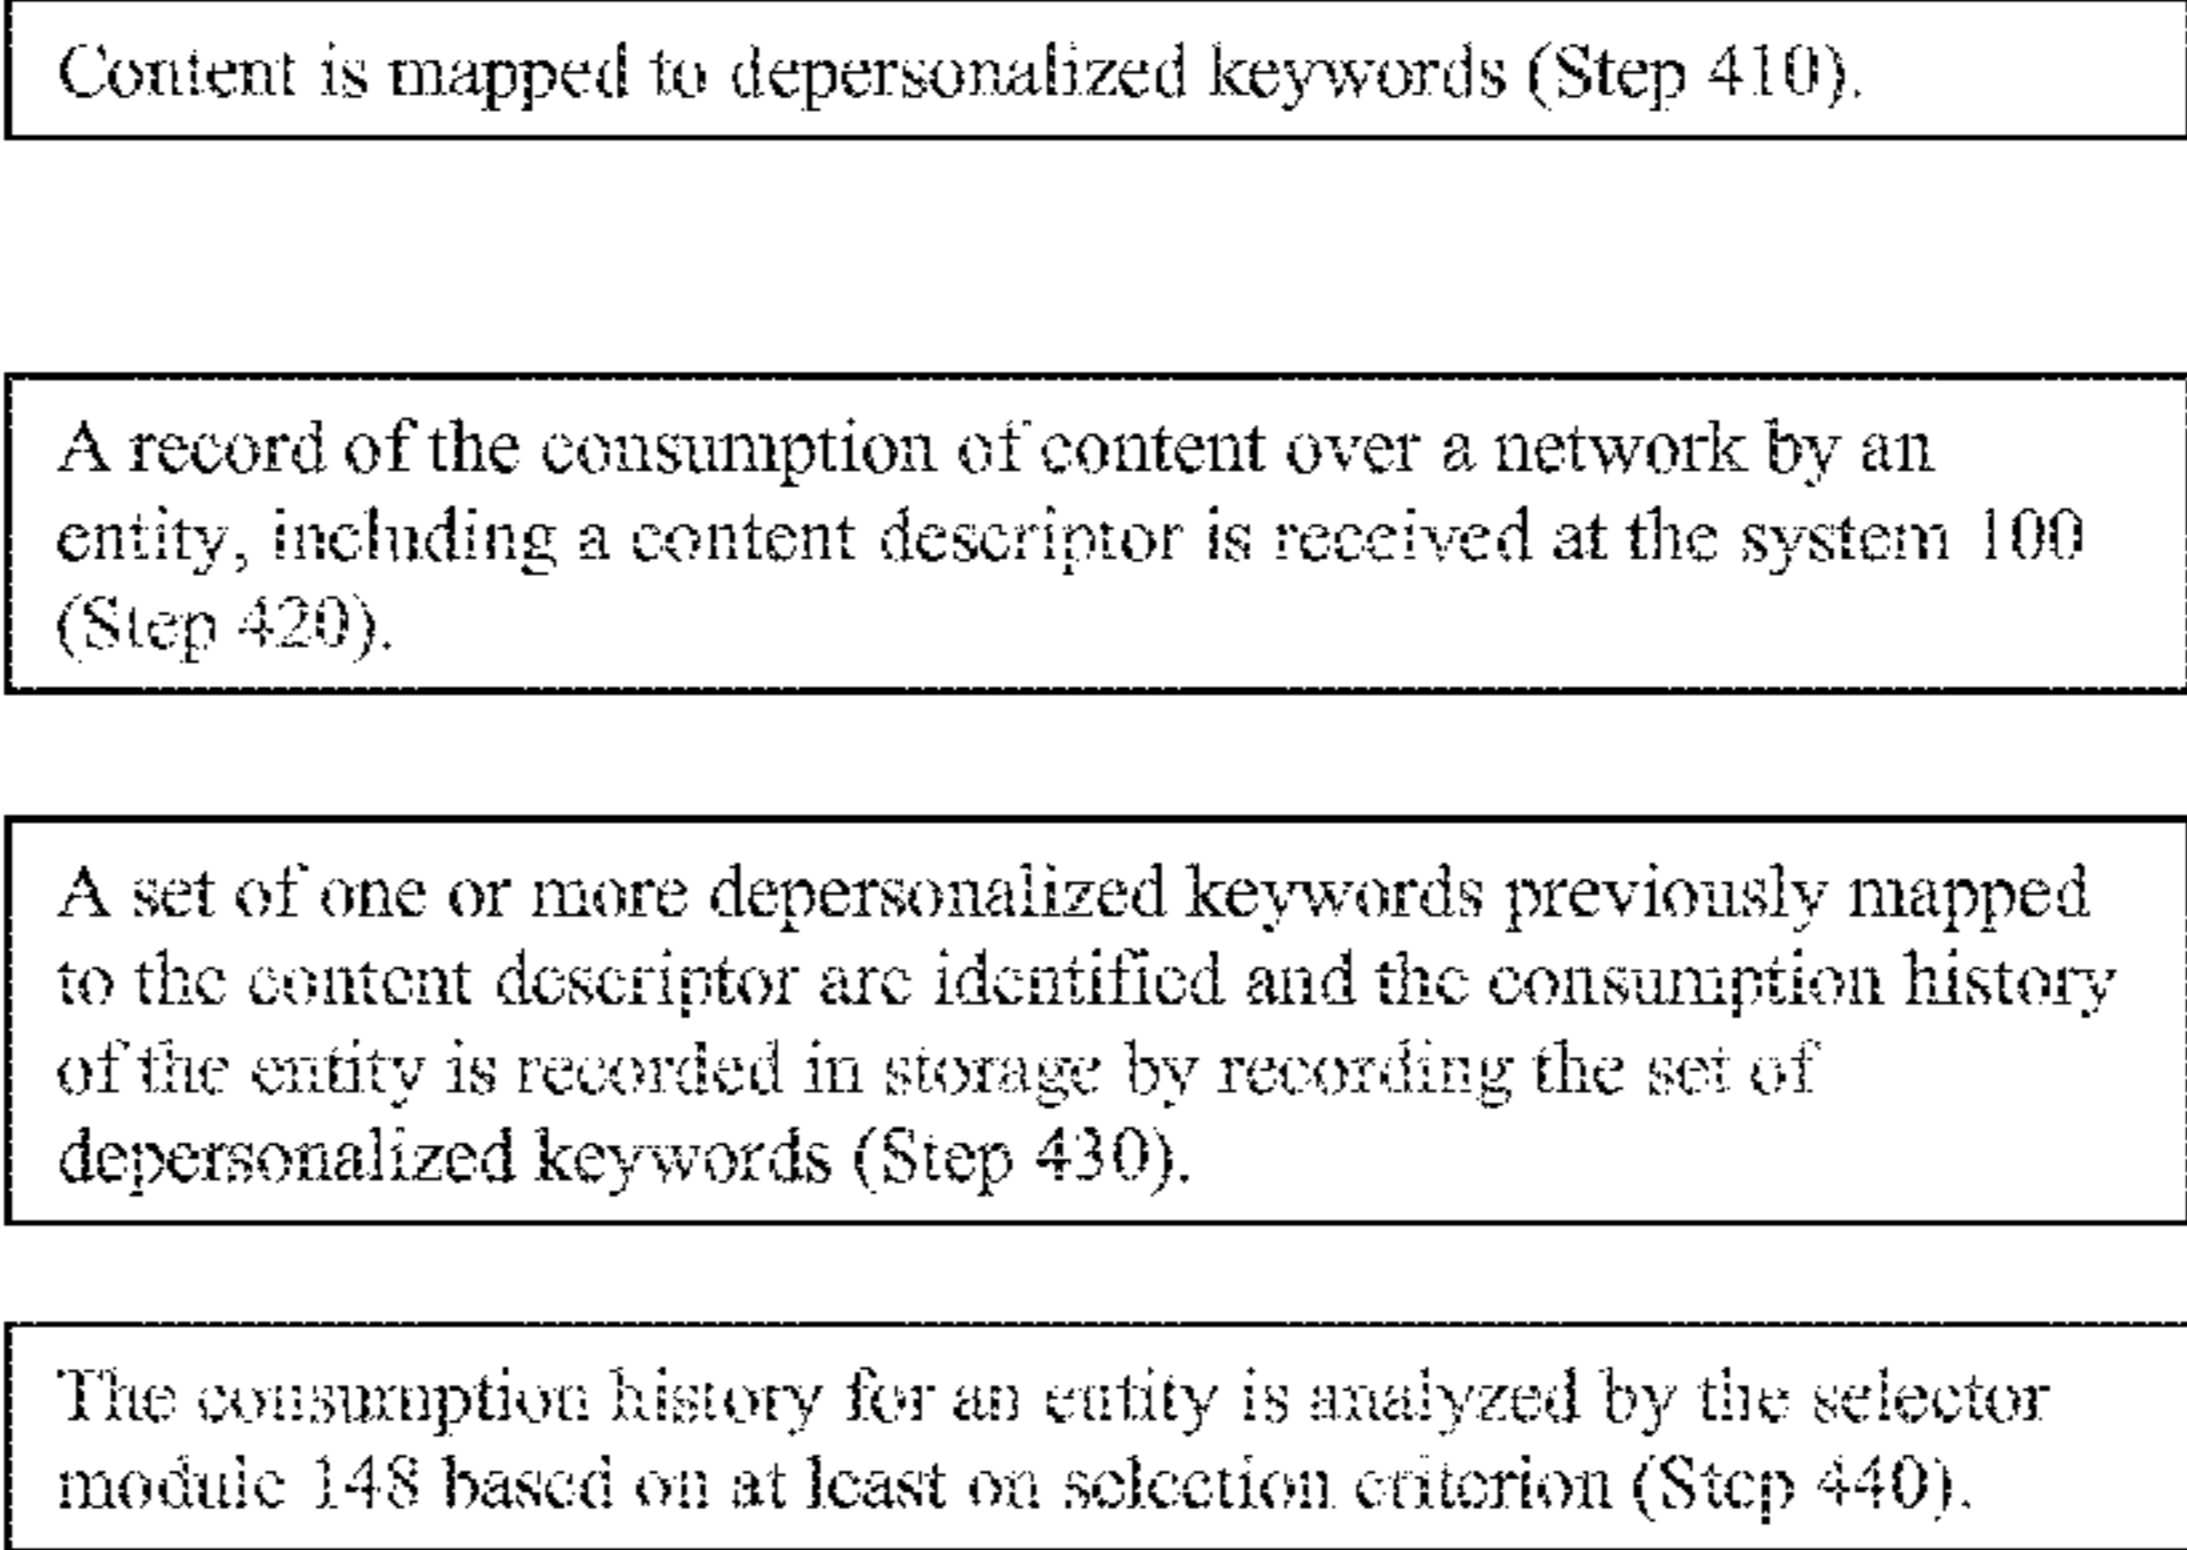 Content is mapped to depersonalized keywords (Step 410).
A record of the consumption of content over a network by an
entity, including a content descriptor is received at the system 100
(Step 420).
A set of one or more depersonalized keywords previously mapped
to the content descriptor are identified and the consumption history
of the entity is recorded in storage by recording the set of
depersonalized keywords (Step 430).
The consumption history for an entity is analyzed by the selector
module 148 based on at least on selection criterion (Step 440).